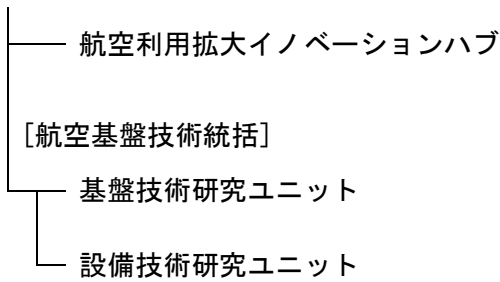 航空利用拡大イノベーションハブ
［航空基盤技術統括］
基盤技術研究ユニット
設備技術研究ユニット